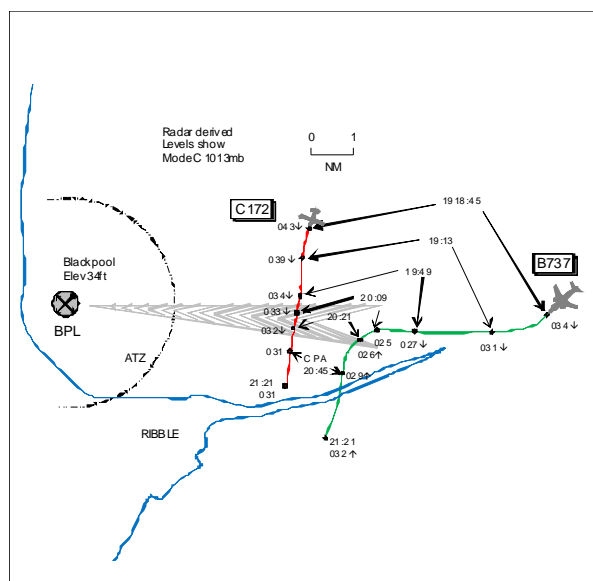 Radar derived
Levels show
Mode C 1013mb
0 1
NM
C172
1918:45
043↓
19:13
B737
039↓
Blackpool
Elev 34ft
19:49
034↓
20:09
034↓
033↓
20:21
BPL
032↓
025
026↑
027↓
031↓
ATZ
031
CPA
20:45
029↑
21:21
031
RIBBLE
21:21
032↑